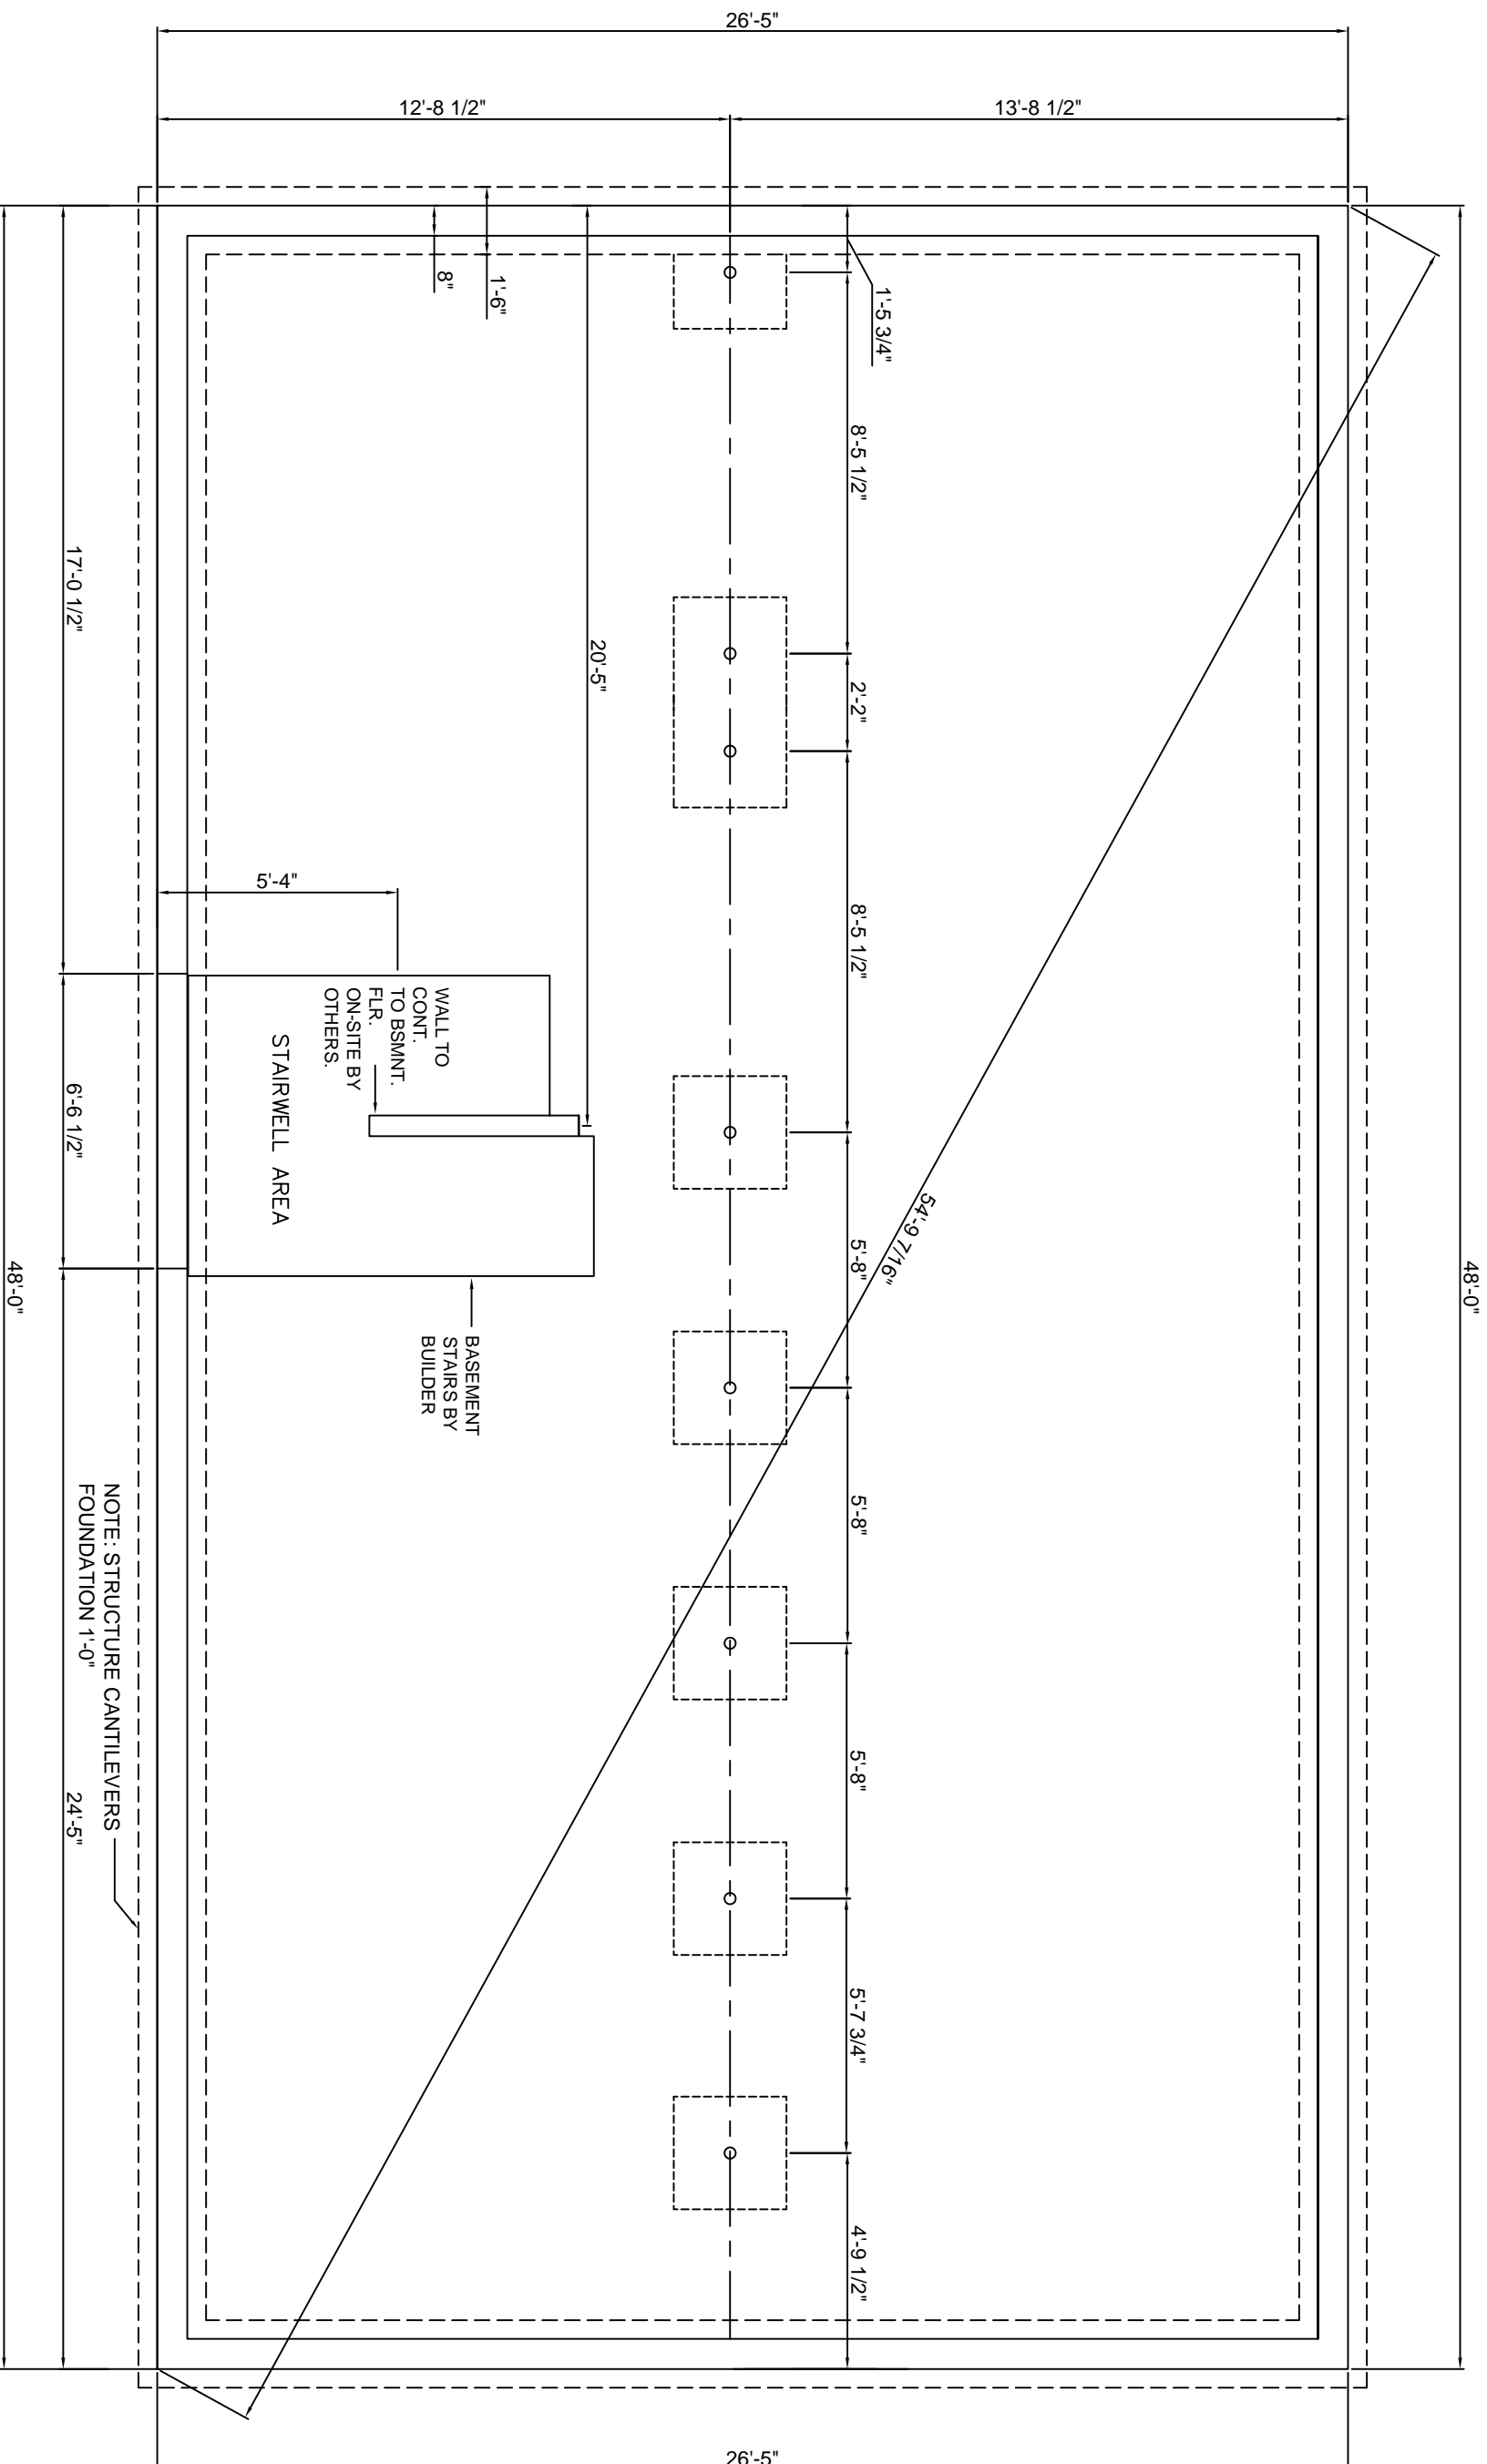 26'-5"
12'-8 1/2"
13'-8 1/2"
48'-0"
54'-9 7/16"
1'-5 3/4"
8'-5 1/2"
2'-2"
8'-5 1/2"
5'-8"
5'-8"
5'-8"
5'-7 3/4"
4'-9 1/2"
20'-5"
1'-6"
8"
5'-4"
WALL TO
CONT.
TO BSMNT.
FLR.
ON-SITE BY
OTHERS.
STAIRWELL AREA
BASEMENT
STAIRS BY
BUILDER
NOTE: STRUCTURE CANTILEVERS
FOUNDATION 1'-0"
17'-0 1/2"
6'-6 1/2"
24'-5"
48'-0"
26'-5"